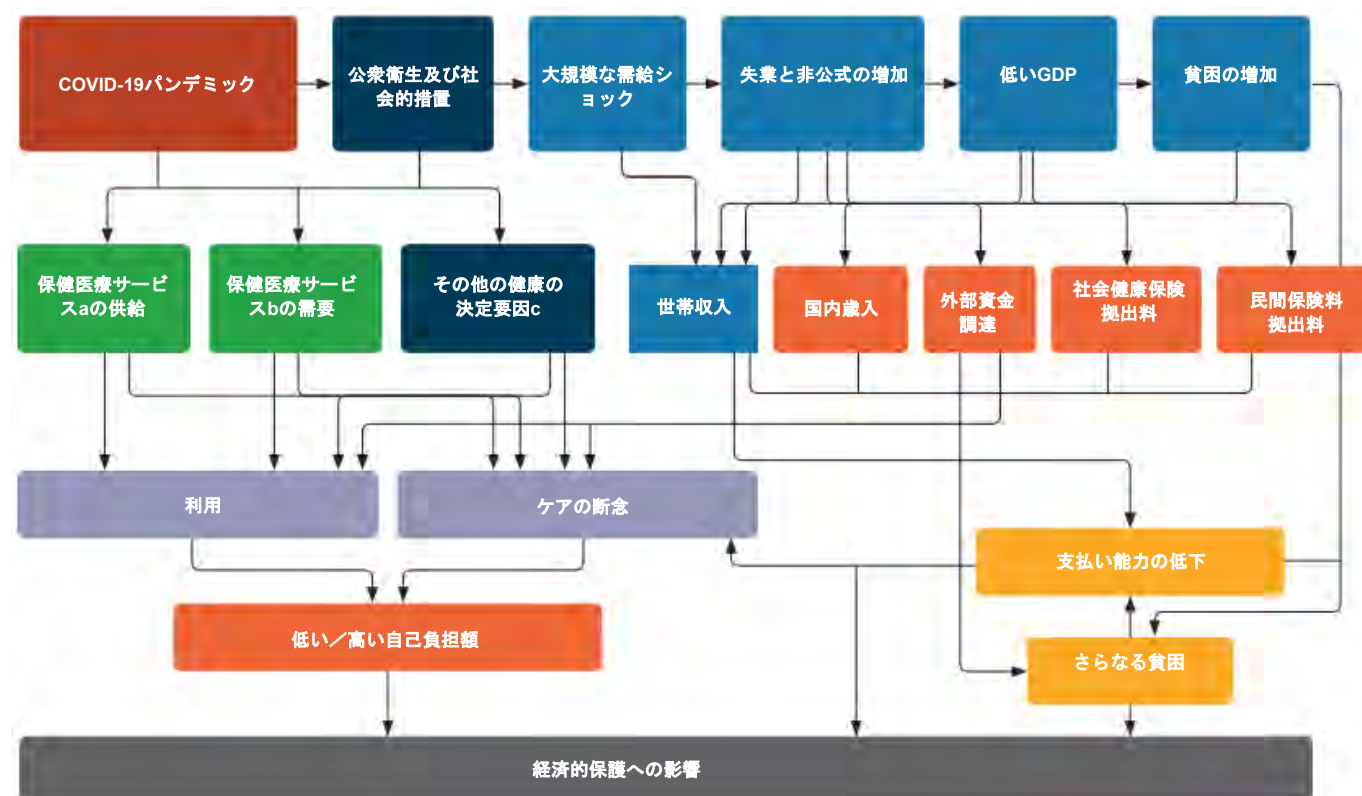 COVID-19パンデミック
公衆衛生及び社
会的措置
大規模な需給シ
ョック
失業と非公式の増加
低いGDP
貧困の増加
保健医療サービ
スaの供給
保健医療サービ
スbの需要
その他の健康の
決定要因c
世帯収入
国内歳入
外部資金
調達
社会健康保険
拠出料
民間保険料
拠出料
利用
ケアの断念
支払い能力の低下
低い／高い自己負担額
さらなる貧困
経済的保護への影響